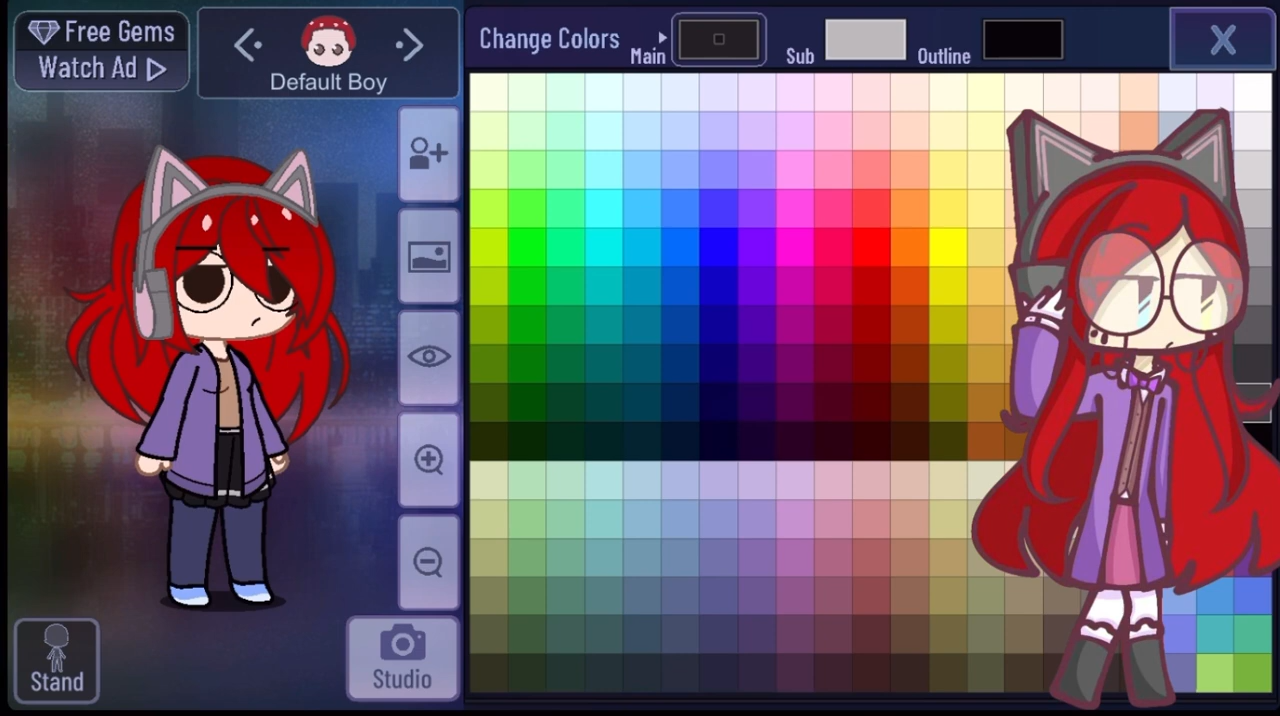 Free Gems
Watch Ad
Default Boy
Change Colors
Main
Sub
Outline
X
Stand
Studio